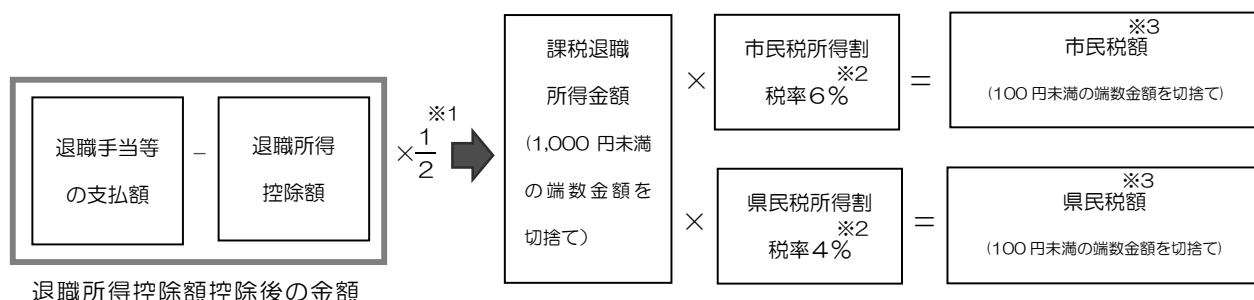 退職手当等
の支払額
－
退職所得
控除額
×1/2
※1
退職所得控除額控除後の金額
課税退職
所得金額
(1,000 円未満
の端数金額を
切捨て)
×
市民税所得割
※2
税率6%
＝
※3
市民税額
(100 円未満の端数金額を切捨て)
×
県民税所得割
※2
税率4%
＝
※3
県民税額
(100 円未満の端数金額を切捨て)